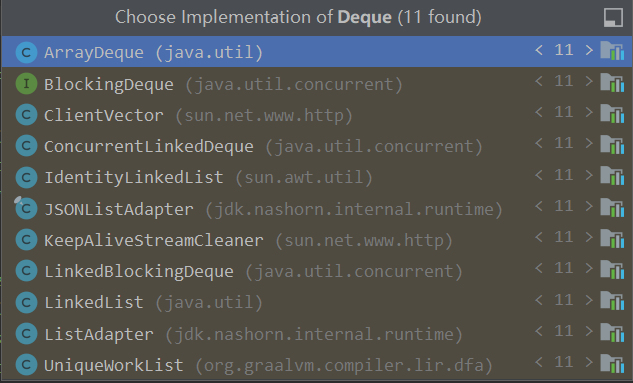 Choose Implementation of Deque (11 found)
C ArrayDeque (java.util) < 11 >
I BlockingDeque (java.util.concurrent) < 11 >
C ClientVector (sun.net.www.http) < 11 >
C ConcurrentLinkedDeque (java.util.concurrent) < 11 >
C IdentityLinkedList (sun.awt.util) < 11 >
C JSONListAdapter (jdk.nashorn.internal.runtime) < 11 >
C KeepAliveStreamCleaner (sun.net.www.http) < 11 >
C LinkedBlockingDeque (java.util.concurrent) < 11 >
C LinkedList (java.util) < 11 >
C ListAdapter (jdk.nashorn.internal.runtime) < 11 >
C UniqueWorkList (org.graalvm.compiler.lir.dfa) < 11 >